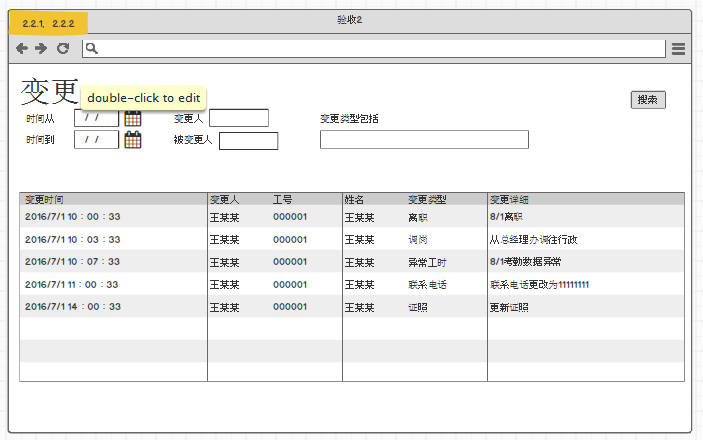 2.2.1, 2.2.2
验收2
变更
double-click to edit
搜索
时间从 / / 变更人 变更类型包括
时间到 / / 被变更人
变更时间 变更人 工号 姓名 变更类型 变更详细
2016/7/1 10:00:33 王某某 000001 王某某 离职 8/1离职
2016/7/1 10:03:33 王某某 000001 王某某 调岗 从总经理办调往行政
2016/7/1 10:07:33 王某某 000001 王某某 异常工时 8/1考勤数据异常
2016/7/1 11:00:33 王某某 000001 王某某 联系电话 联系电话更改为11111111
2016/7/1 14:00:33 王某某 000001 王某某 证照 更新证照